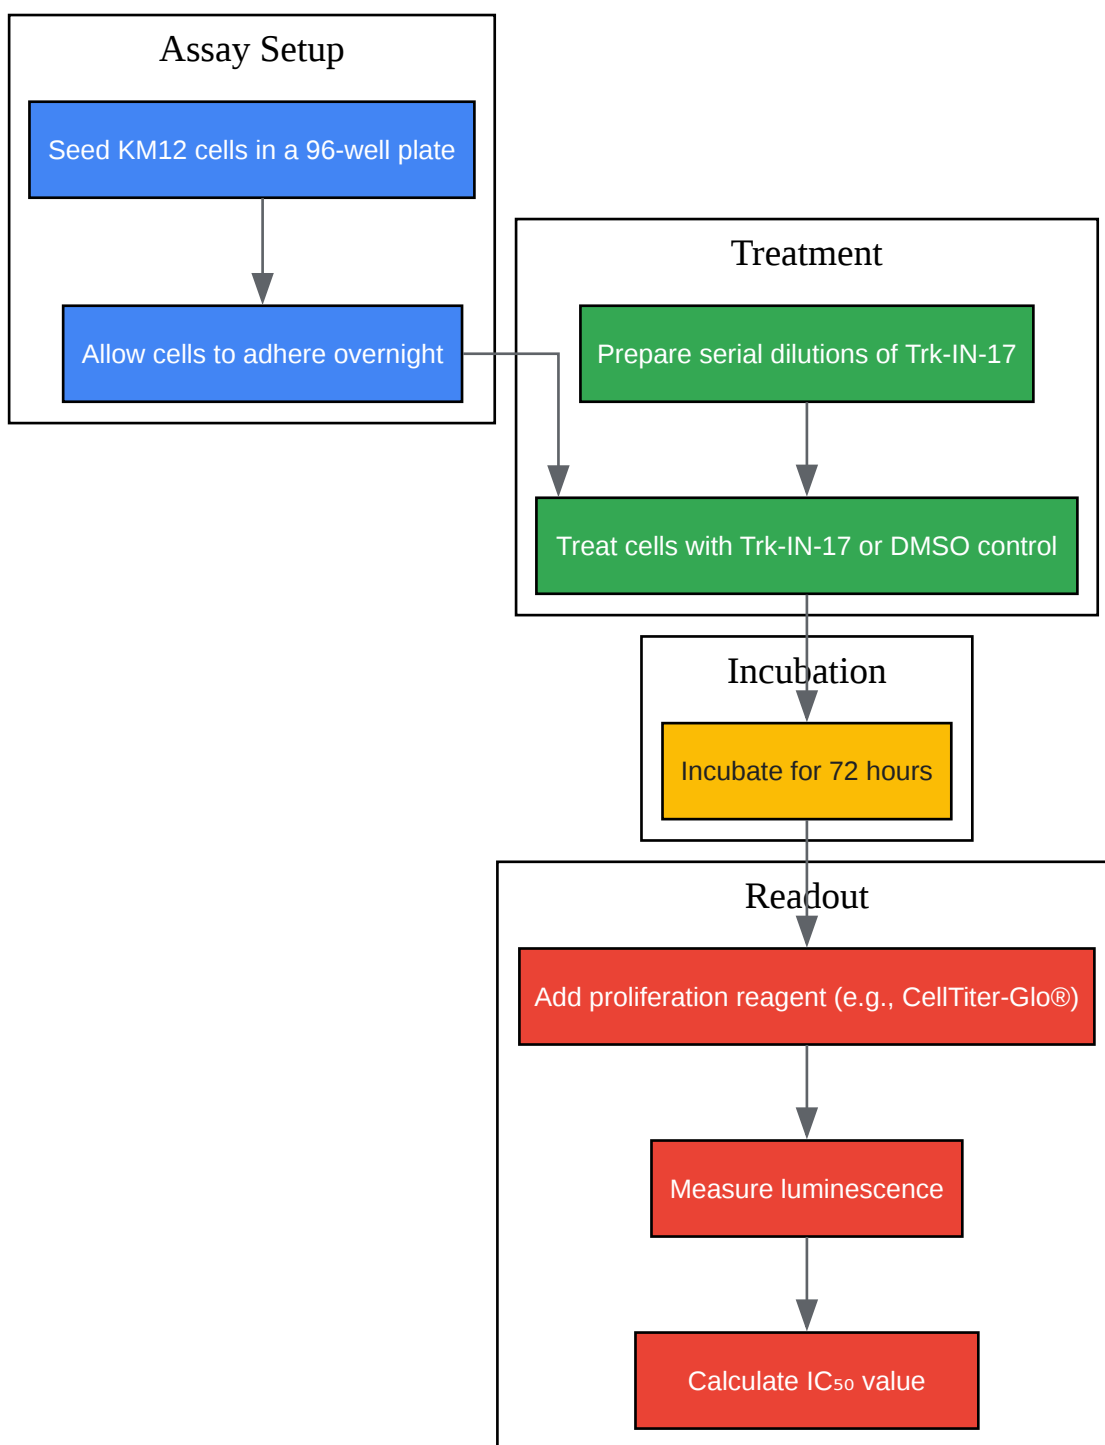 Assay Setup
Seed KM12 cells in a 96-well plate
Allow cells to adhere overnight
Treatment
Prepare serial dilutions of Trk-IN-17
Treat cells with Trk-IN-17 or DMSO control
Incubation
Incubate for 72 hours
Readout
Add proliferation reagent (e.g., CellTiter-Glo®)
Measure luminescence
Calculate IC₅₀ value